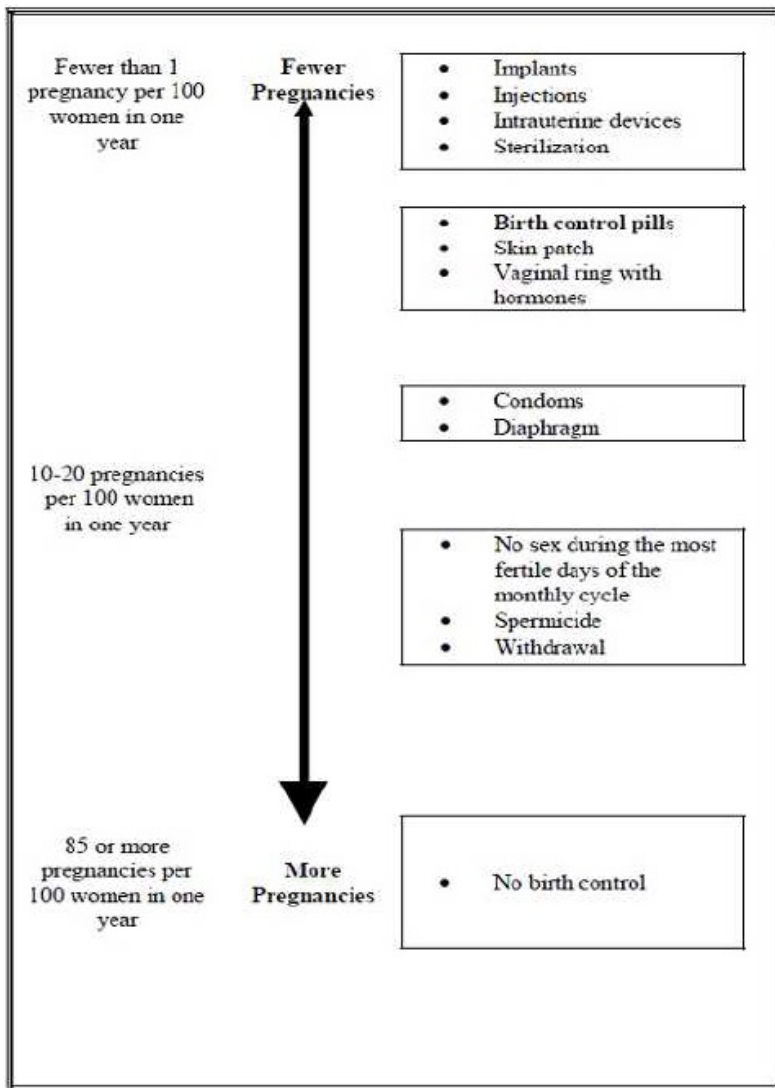 Fewer than 1
pregnancy per 100
women in one
year
Fewer
Pregnancies
• Implants
• Injections
• Intrauterine devices
• Sterilization
• Birth control pills
• Skin patch
• Vaginal ring with
hormones
• Condoms
• Diaphragm
10-20 pregnancies
per 100 women
in one year
• No sex during the most
fertile days of the
monthly cycle
• Spermicide
• Withdrawal
85 or more
pregnancies per
100 women in one
year
More
Pregnancies
• No birth control